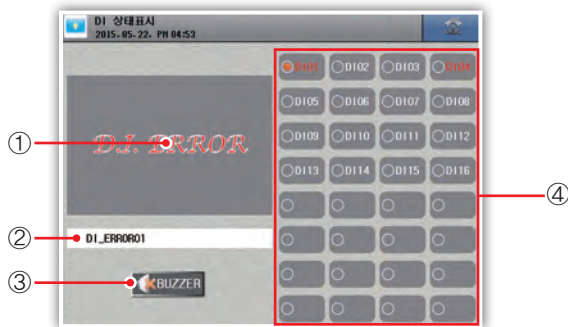 DI 상태표시
2015.05.22. PM 04:53
DI01 DI02 DI03 DI04
DI05 DI06 DI07 DI08
① D.I. ERROR
DI09 DI10 DI11 DI12
DI13 DI14 DI15 DI16
④
② DI_ERROR01
③ BUZZER